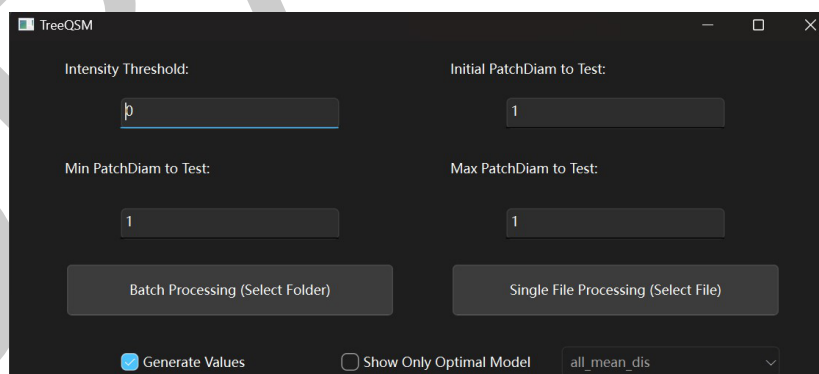 TreeQSM
Intensity Threshold: Initial PatchDiam to Test:
0 1
Min PatchDiam to Test: Max PatchDiam to Test:
1 1
Batch Processing (Select Folder) Single File Processing (Select File)
Generate Values Show Only Optimal Model all_mean_dis